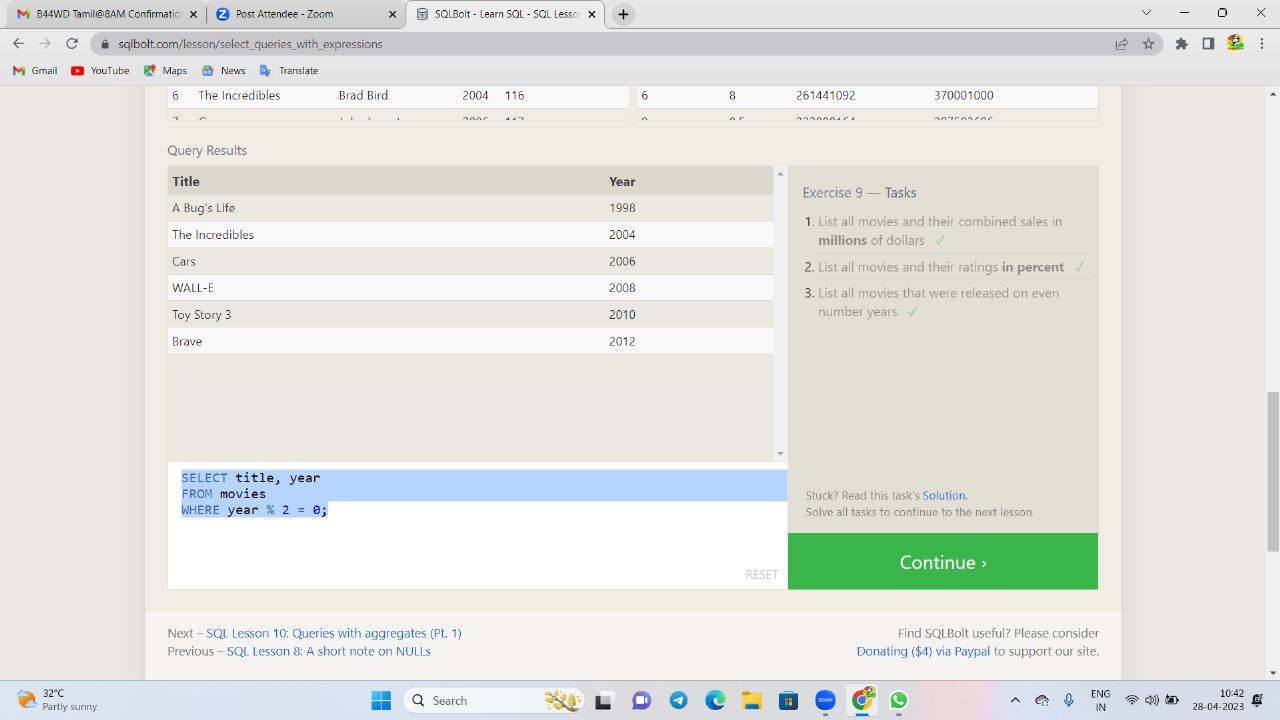 B44WD Tamil@8AM Confirmatio
Post Attendee - Zoom
SQLBolt - Learn SQL - SQL Lesso
sqlbolt.com/lesson/select_queries_with_expressions
Gmail YouTube Maps News Translate
6 The Incredibles Brad Bird 2004 116
6 8 261441092 370001000
Query Results
Title Year
A Bug's Life 1998
The Incredibles 2004
Cars 2006
WALL-E 2008
Toy Story 3 2010
Brave 2012
Exercise 9 — Tasks
1. List all movies and their combined sales in
millions of dollars ✓
2. List all movies and their ratings in percent ✓
3. List all movies that were released on even
number years ✓
SELECT title, year
FROM movies
WHERE year % 2 = 0;
RESET
Stuck? Read this task's Solution.
Solve all tasks to continue to the next lesson.
Continue ›
Next – SQL Lesson 10: Queries with aggregates (Pt. 1)
Previous – SQL Lesson 8: A short note on NULLs
Find SQLBolt useful? Please consider
Donating ($4) via Paypal to support our site.
32°C
Partly sunny
Search
zoom
ENG
IN
10:42
28-04-2023